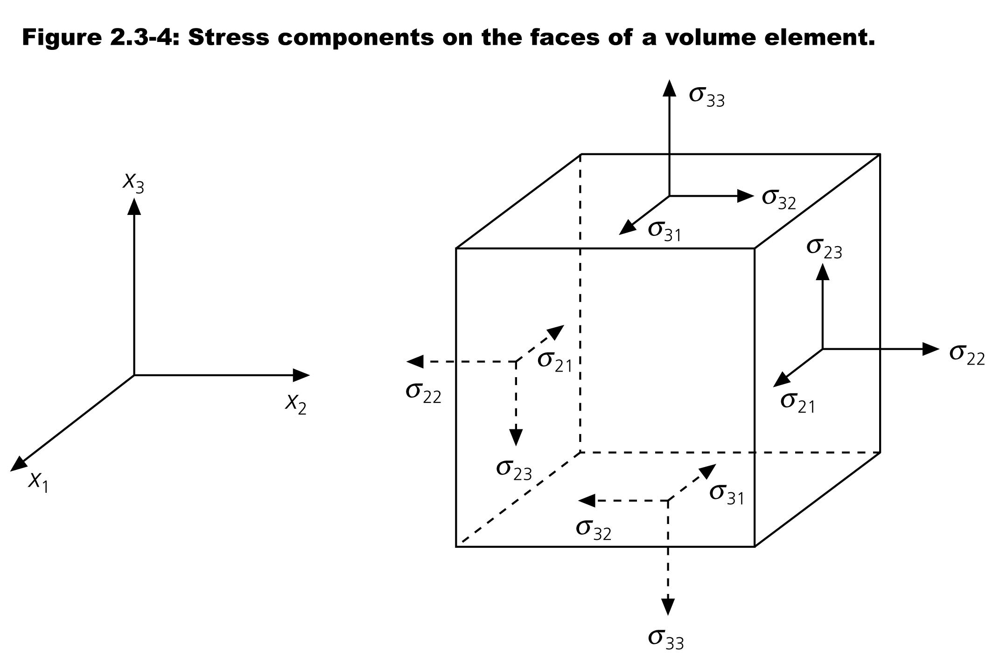 Figure 2.3-4: Stress components on the faces of a volume element.
σ33
x3
σ32
σ31
σ23
σ21
σ22
x2
σ22
σ21
σ23
x1
σ31
σ32
σ33